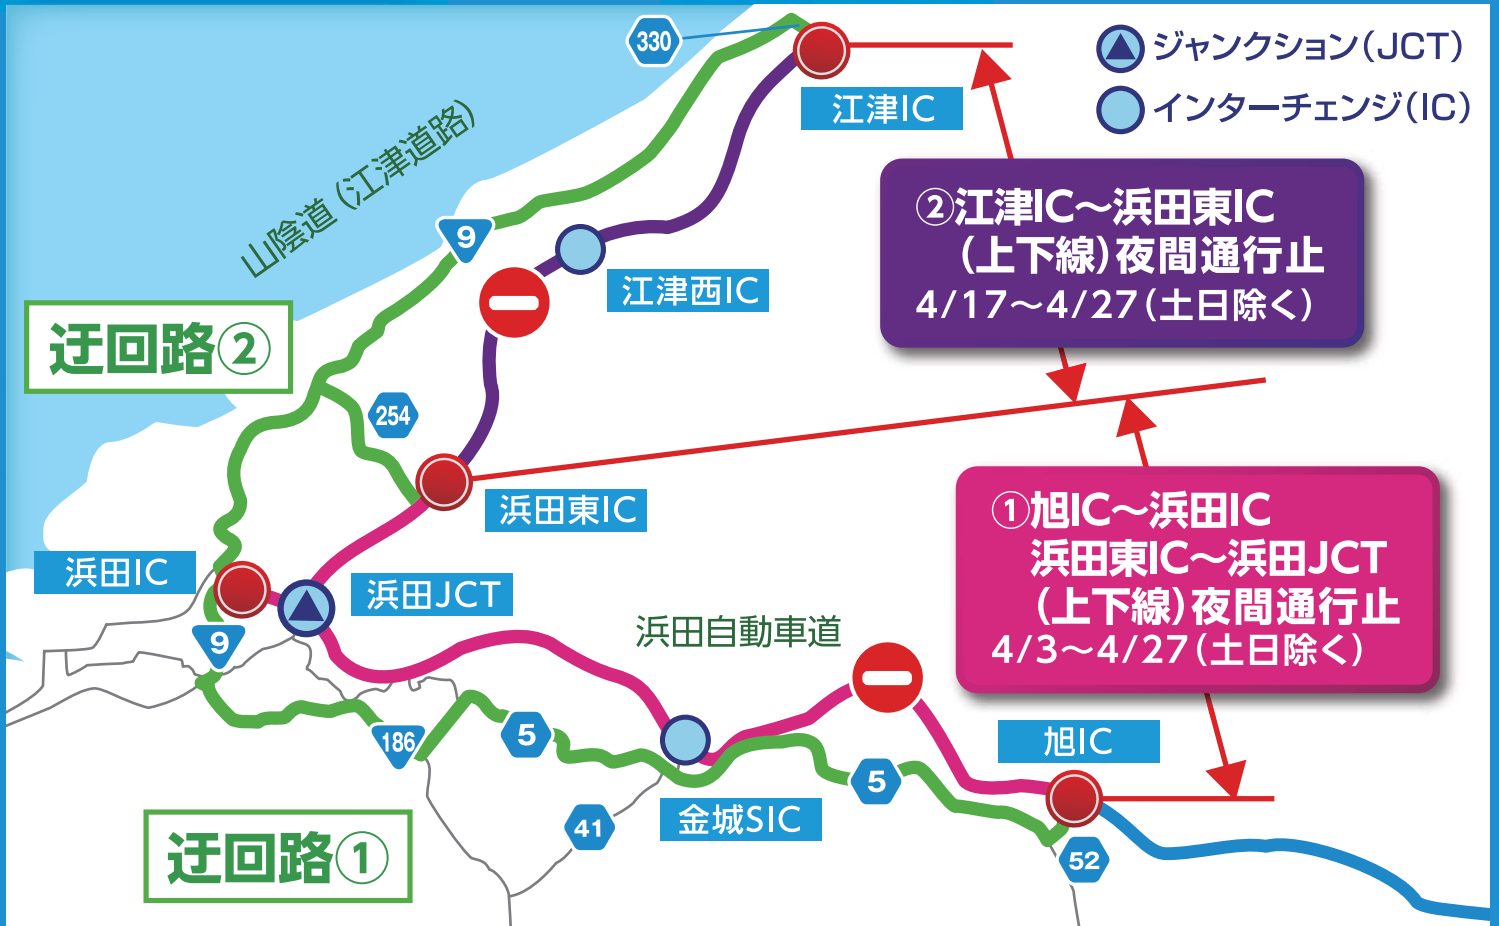 330
ジャンクション(JCT)
インターチェンジ(IC)
江津IC
山陰道(江津道路)
②江津IC～浜田東IC
(上下線)夜間通行止
4/17～4/27(土日除く)
9
江津西IC
迂回路②
254
浜田東IC
①旭IC～浜田IC
浜田東IC～浜田JCT
(上下線)夜間通行止
4/3～4/27(土日除く)
浜田IC
浜田JCT
浜田自動車道
9
186
5
旭IC
5
金城SIC
41
迂回路①
52